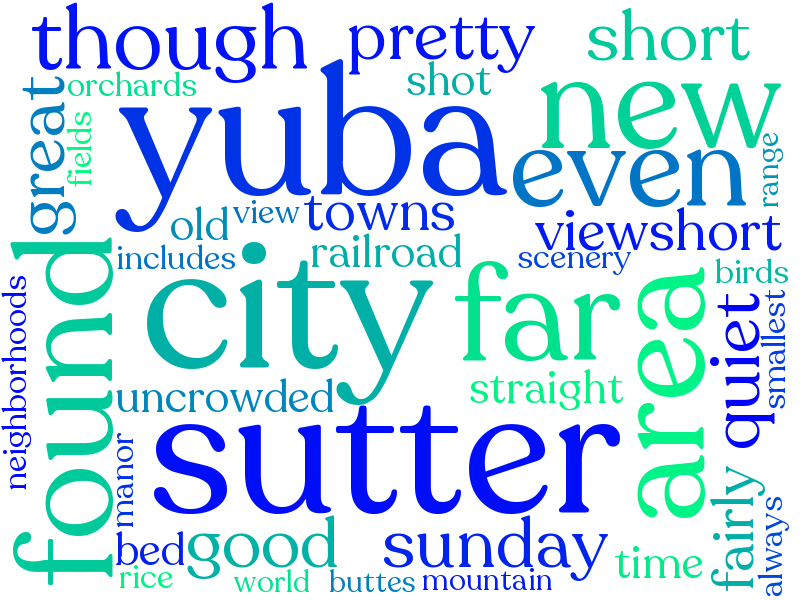 though
pretty
short
orchards
shot
great
fields
yuba
new
even
range
old
view
towns
viewshort
includes
railroad
scenery
birds
found
city
far
area
quiet
smallest
neighborhoods
uncrowded
straight
manor
sutter
fairly
always
bed
good
sunday
time
rice
world
buttes
mountain